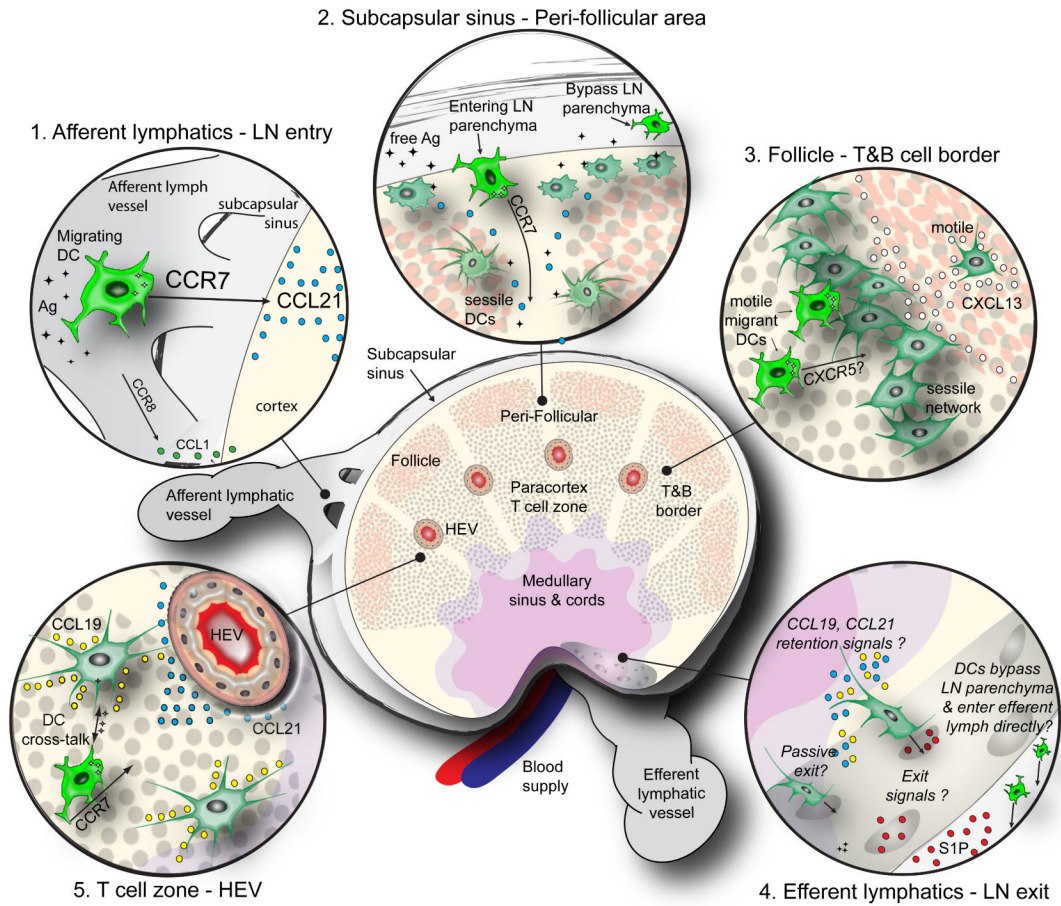 2. Subcapsular sinus - Peri-follicular area
Entering LN
parenchyma
Bypass LN
parenchyma
free Ag
CCR7
sessile
DCs
1. Afferent lymphatics - LN entry
Afferent lymph
vessel
subcapsular
sinus
Migrating
DC
CCR7
CCL21
Ag
CCR8
CCL1
cortex
3. Follicle - T&B cell border
motile
CXCL13
motile
migrant
DCs
CXCR5?
sessile
network
Subcapsular
sinus
Peri-Follicular
Follicle
Paracortex
T cell zone
T&B
border
HEV
Afferent lymphatic
vessel
Medullary
sinus & cords
Blood
supply
Efferent
lymphatic
vessel
CCL19
HEV
CCL21
DC
cross-talk
CCR7
5. T cell zone - HEV
CCL19, CCL21
retention signals ?
DCs bypass
LN parenchyma
& enter efferent
lymph directly?
Passive
exit?
Exit
signals ?
S1P
4. Efferent lymphatics - LN exit